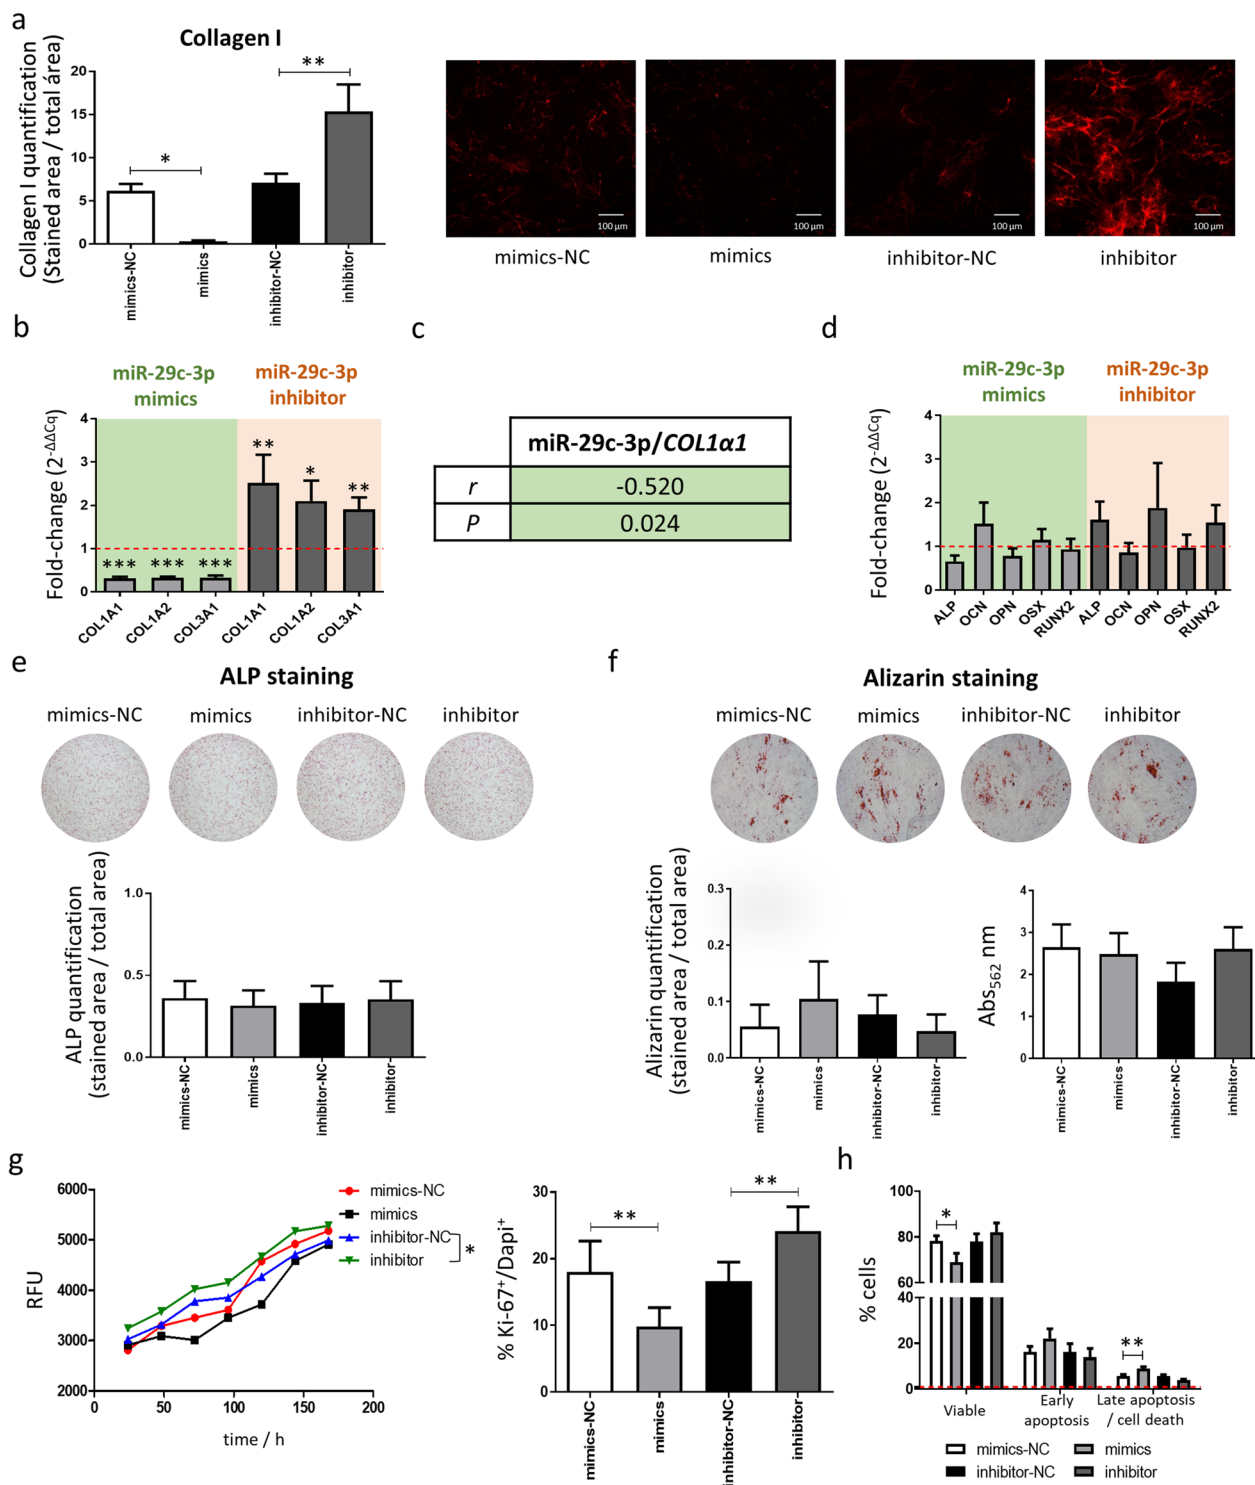 a
Collagen I
Collagen I quantification
(Stained area / total área)
20
15
10
5
0
*
**
mimics-NC
mimics
inhibitor-NC
inhibitor
100 µm
100 µm
100 µm
100 µm
mimics-NC
mimics
inhibitor-NC
inhibitor
b
miR-29c-3p
mimics
miR-29c-3p
inhibitor
Fold-change (2^-ΔΔCq)
4
3
2
1
0
***
***
***
**
*
**
COL1A1
COL1A2
COL3A1
COL1A1
COL1A2
COL3A1
c
miR-29c-3p/COL1α1
r -0.520
P 0.024
d
miR-29c-3p
mimics
miR-29c-3p
inhibitor
Fold-change (2^-ΔΔCq)
4
3
2
1
0
ALP
OCN
OPN
OSX
RUNX2
ALP
OCN
OPN
OSX
RUNX2
e
ALP staining
mimics-NC
mimics
inhibitor-NC
inhibitor
ALP quantification
(stained area / total area)
1.0
0.5
0.0
mimics-NC
mimics
inhibitor-NC
inhibitor
f
Alizarin staining
mimics-NC
mimics
inhibitor-NC
inhibitor
Alizarin quantification
(stained area / total area)
0.3
0.2
0.1
0.0
mimics-NC
mimics
inhibitor-NC
inhibitor
Abs562 nm
4
3
2
1
0
mimics-NC
mimics
inhibitor-NC
inhibitor
g
RFU
6000
5000
4000
3000
2000
0
50
100
150
200
time / h
mimics-NC
mimics
inhibitor-NC
inhibitor
*
% Ki-67+/Dapi+
30
20
10
0
**
**
mimics-NC
mimics
inhibitor-NC
inhibitor
h
% cells
100
80
60
40
20
0
*
**
Viable
Early
apoptosis
Late apoptosis
/ cell death
mimics-NC
mimics
inhibitor-NC
inhibitor